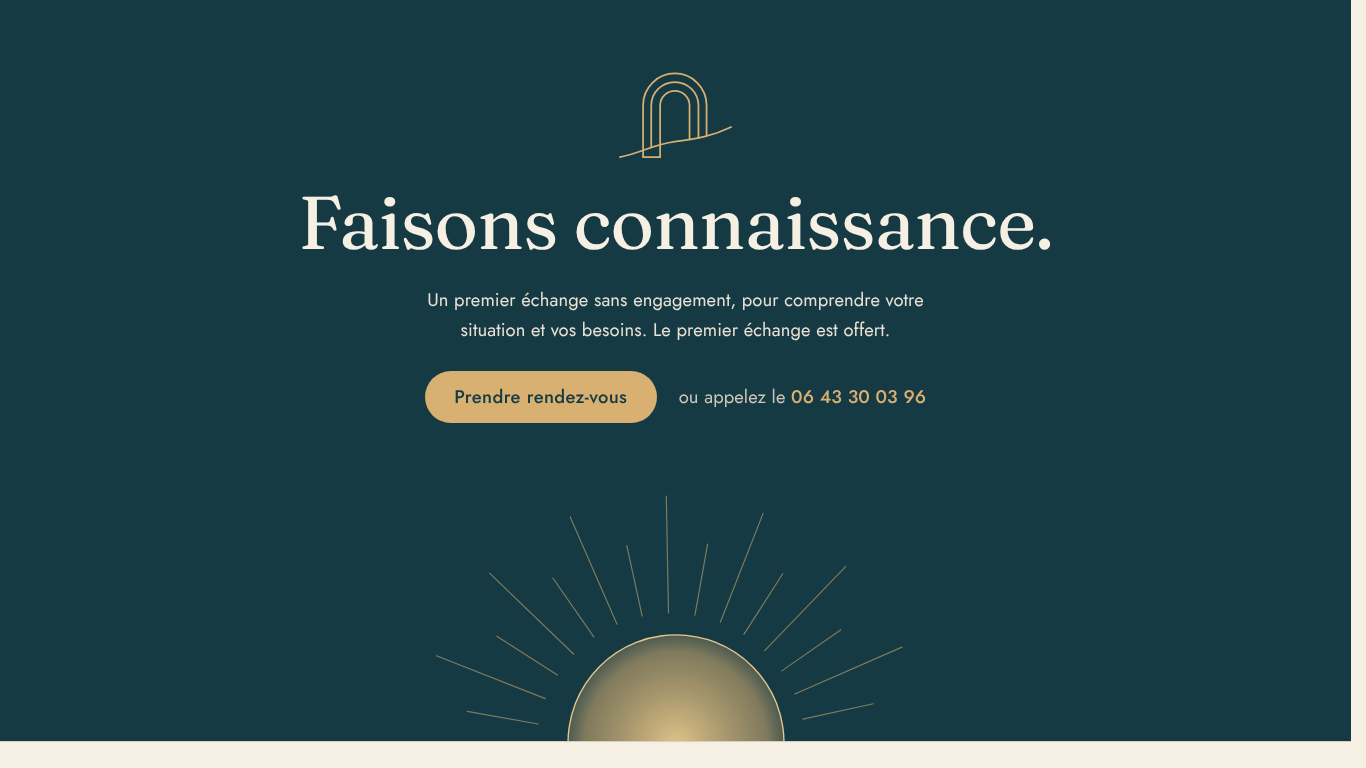 Faisons connaissance.
Un premier échange sans engagement, pour comprendre votre
situation et vos besoins. Le premier échange est offert.
Prendre rendez-vous
ou appelez le 06 43 30 03 96